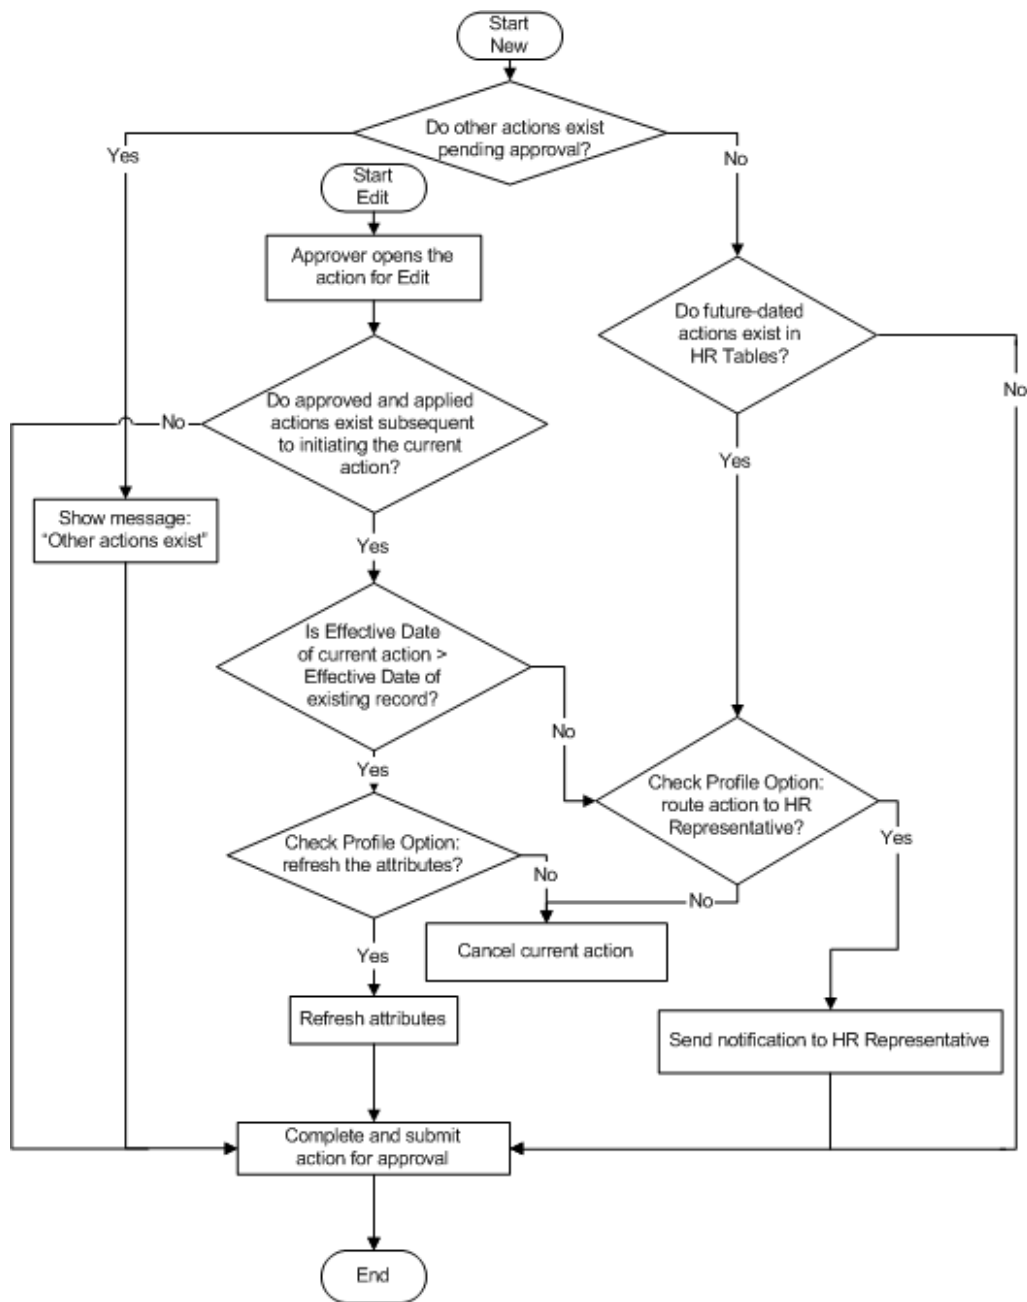 Start
New
Do other actions exist
pending approval?
Yes
No
Start
Edit
Approver opens the
action for Edit
Do future-dated
actions exist in
HR Tables?
No
Do approved and applied
actions exist subsequent
to initiating the current
action?
No
Yes
Show message:
“Other actions exist”
Yes
Is Effective Date
of current action >
Effective Date of
existing record?
No
Yes
Check Profile Option:
route action to HR
Representative?
Yes
Check Profile Option:
refresh the attributes?
No
No
Cancel current action
Yes
Refresh attributes
Send notification to HR Representative
Complete and submit
action for approval
End